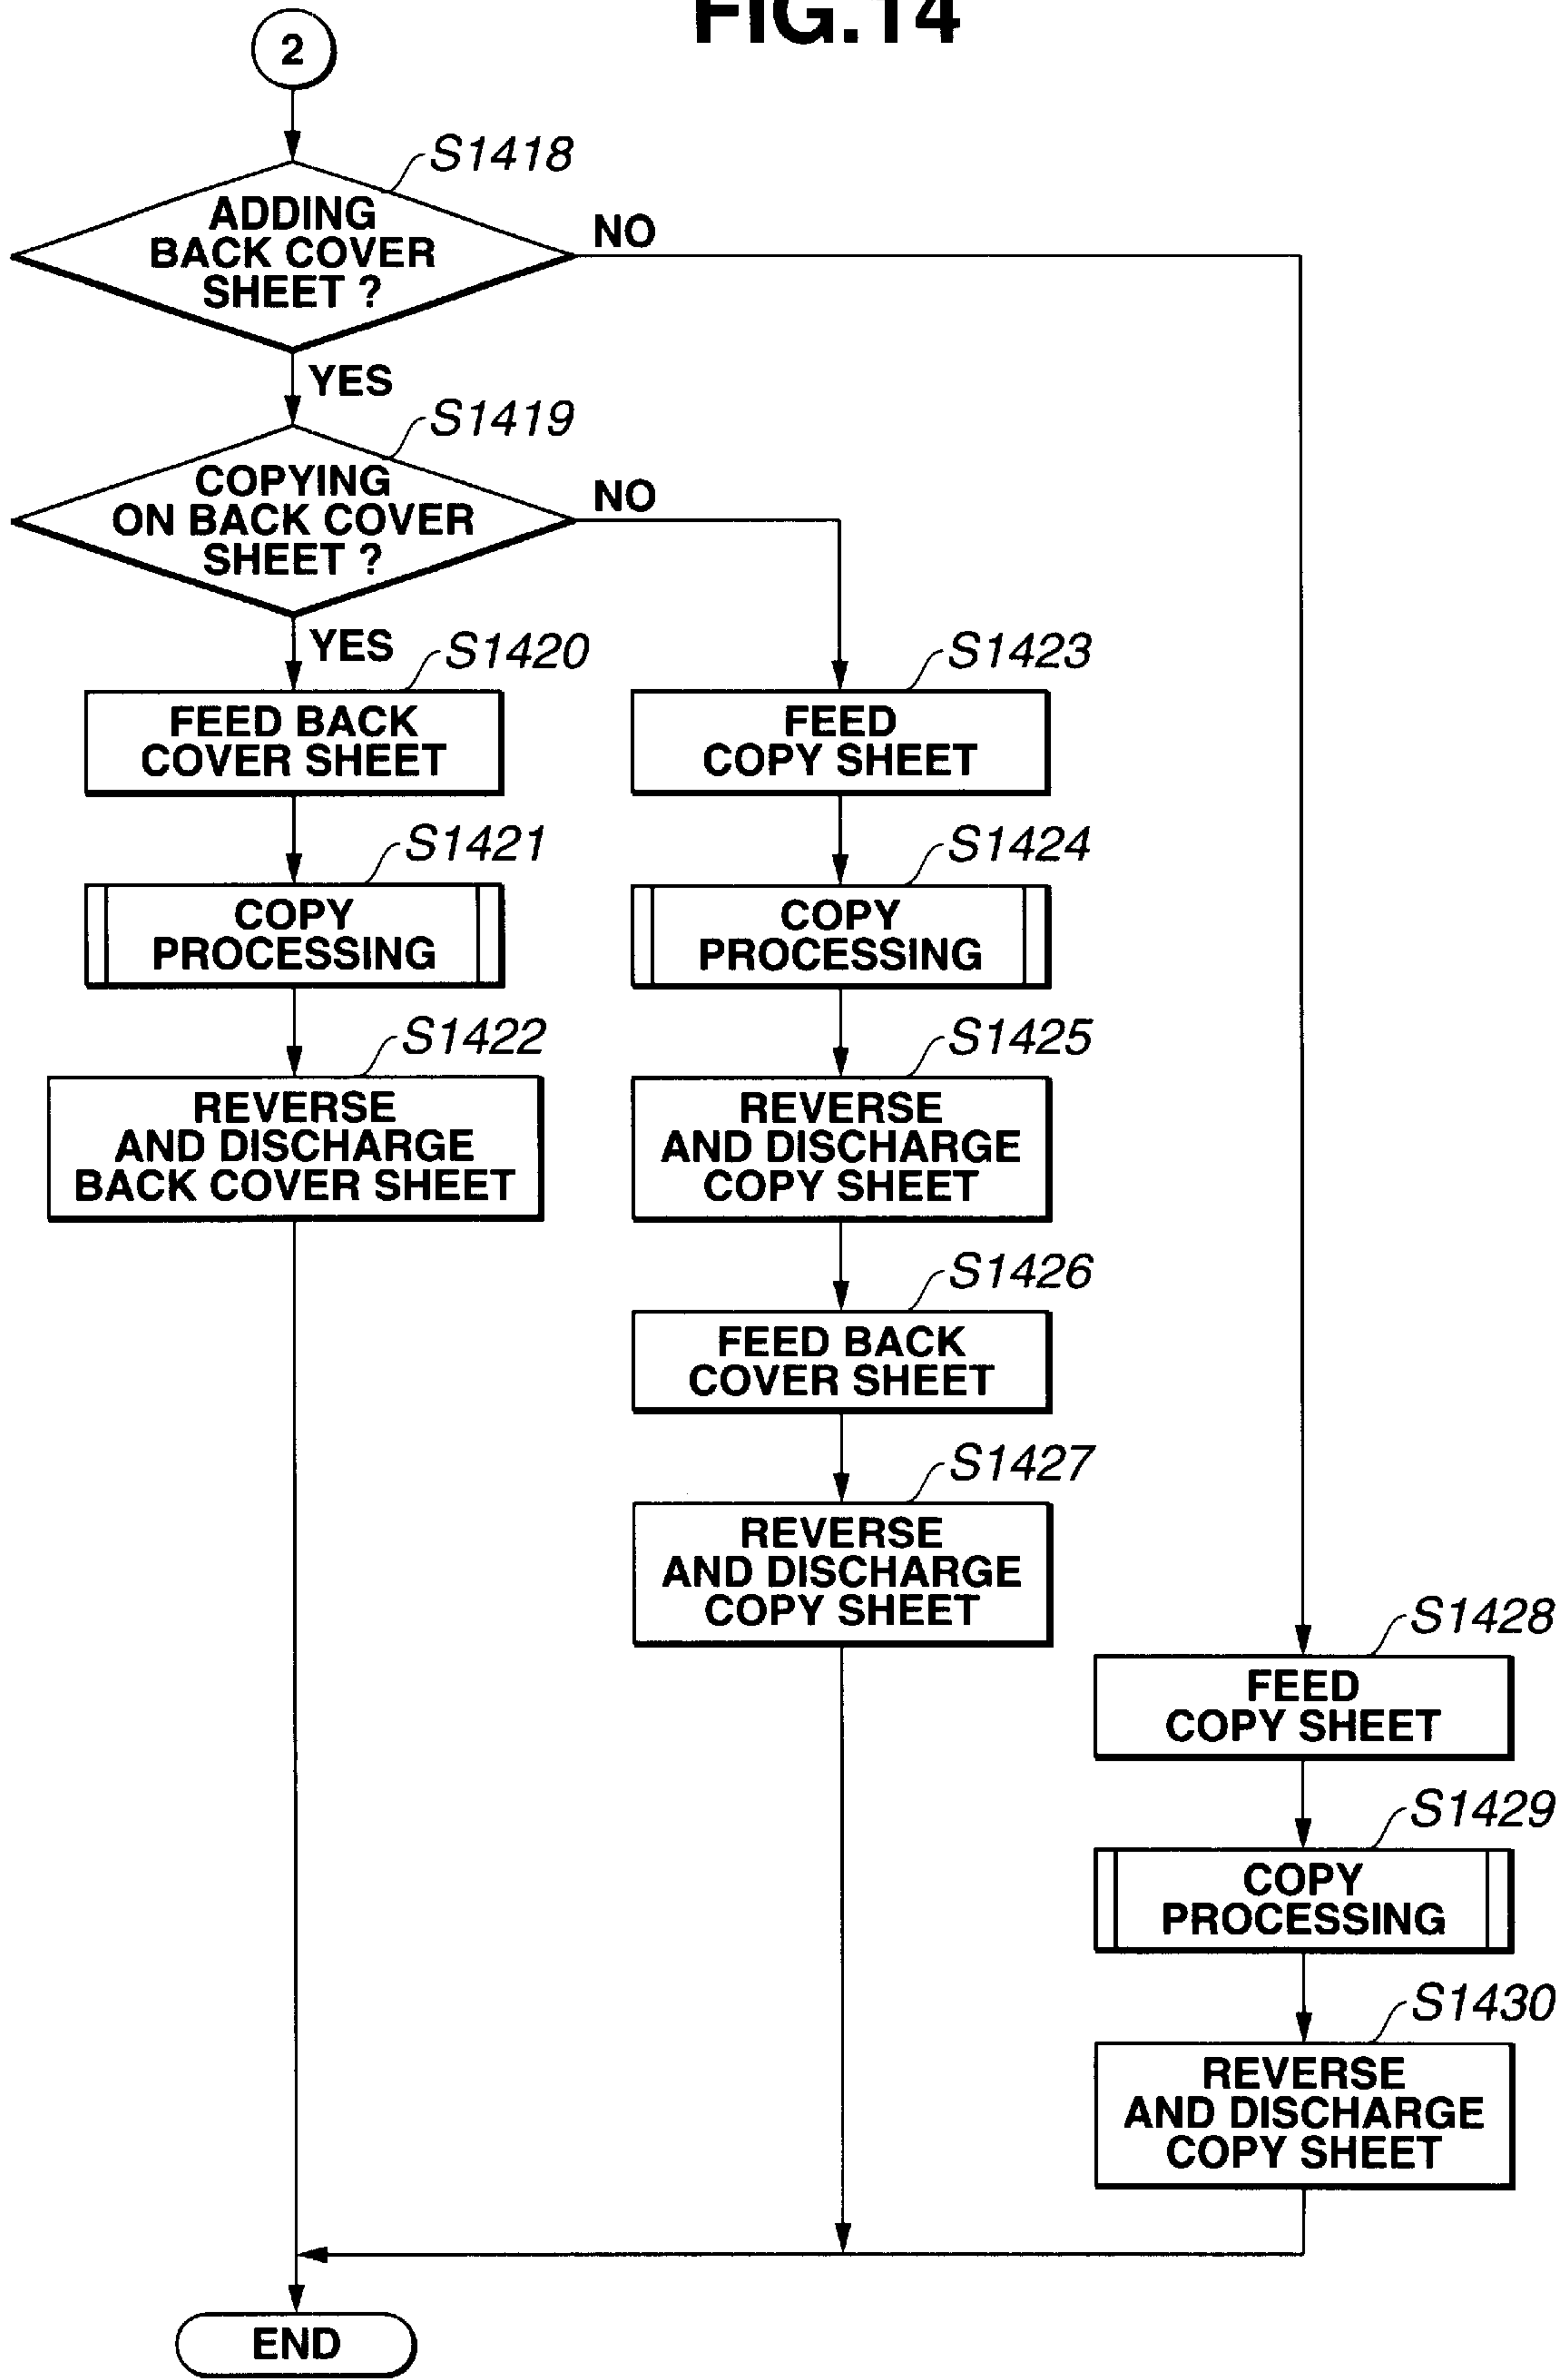 FIG.14
2
S1418
ADDING
BACK COVER
SHEET ?
NO
YES
S1419
COPYING
ON BACK COVER
SHEET ?
NO
YES
S1420
FEED BACK
COVER SHEET
S1421
COPY
PROCESSING
S1422
REVERSE
AND DISCHARGE
BACK COVER SHEET
S1423
FEED
COPY SHEET
S1424
COPY
PROCESSING
S1425
REVERSE
AND DISCHARGE
COPY SHEET
S1426
FEED BACK
COVER SHEET
S1427
REVERSE
AND DISCHARGE
COPY SHEET
S1428
FEED
COPY SHEET
S1429
COPY
PROCESSING
S1430
REVERSE
AND DISCHARGE
COPY SHEET
END